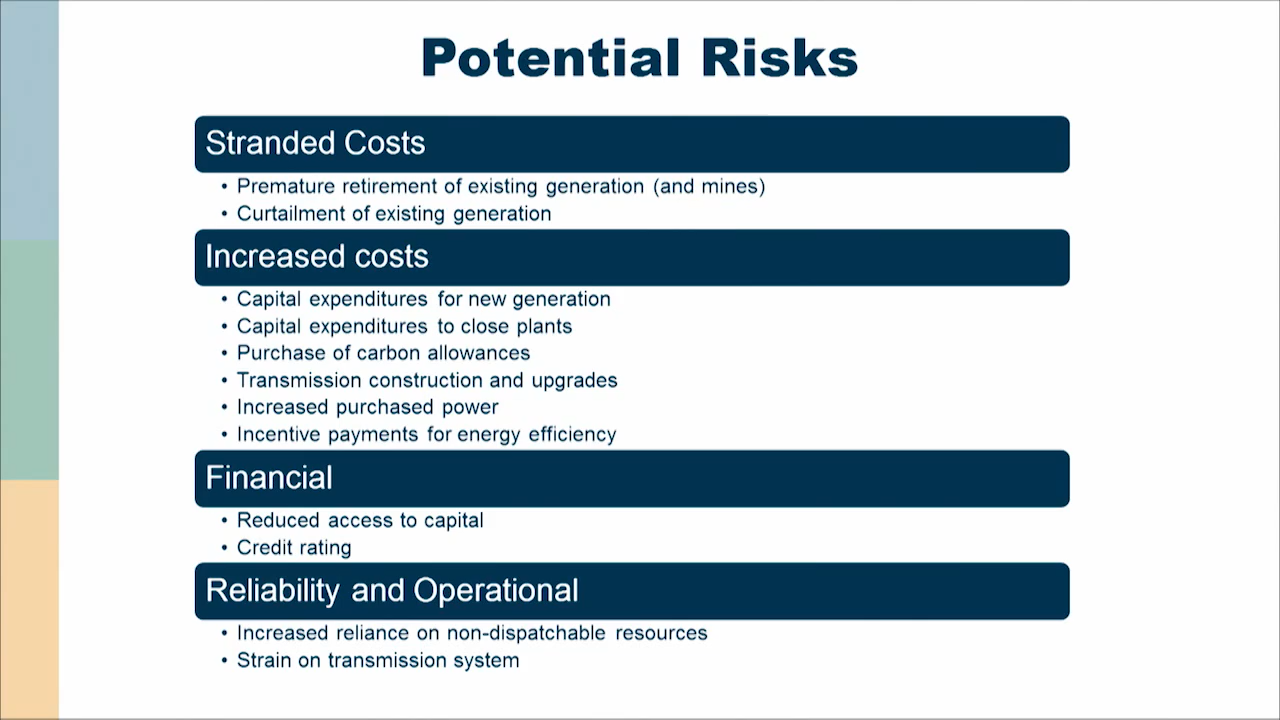 Potential Risks
Stranded Costs
• Premature retirement of existing generation (and mines)
• Curtailment of existing generation
Increased costs
• Capital expenditures for new generation
• Capital expenditures to close plants
• Purchase of carbon allowances
• Transmission construction and upgrades
• Increased purchased power
• Incentive payments for energy efficiency
Financial
• Reduced access to capital
• Credit rating
Reliability and Operational
• Increased reliance on non-dispatchable resources
• Strain on transmission system